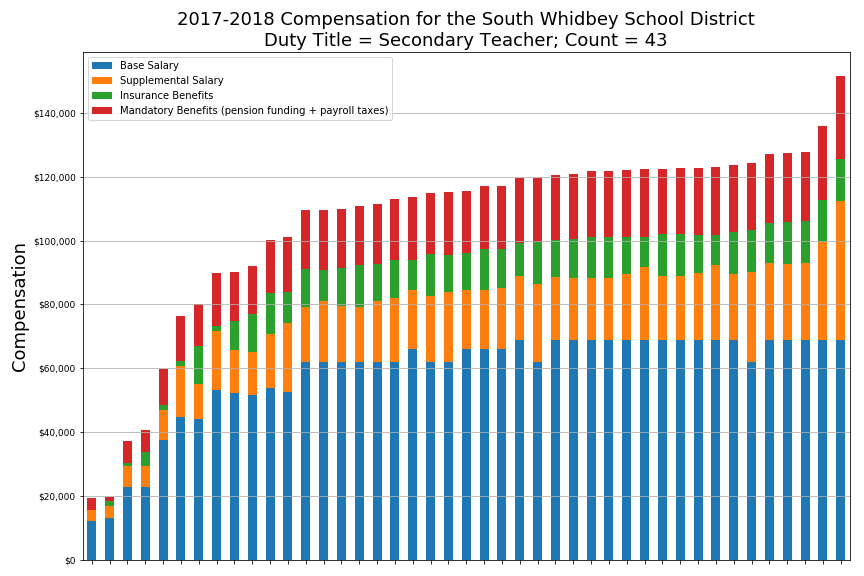 2017-2018 Compensation for the South Whidbey School District
Duty Title = Secondary Teacher; Count = 43
Base Salary
Supplemental Salary
Insurance Benefits
Mandatory Benefits (pension funding + payroll taxes)
Compensation
$140,000
$120,000
$100,000
$80,000
$60,000
$40,000
$20,000
$0